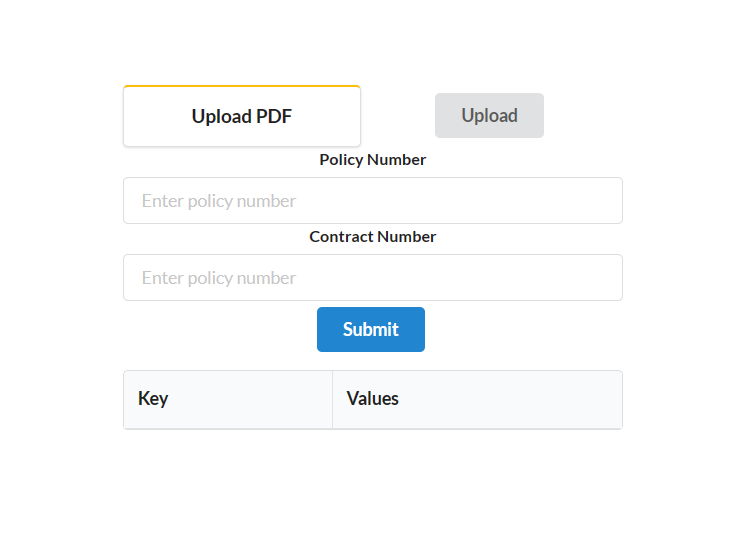 Upload PDF Upload
Policy Number
Enter policy number
Contract Number
Enter policy number
Submit
Key Values